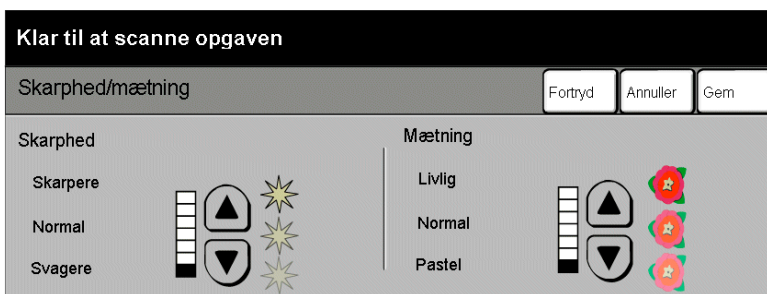 Klar til at scanne opgaven
Skarphed/mætning
Fortryd
Annuller
Gem
Skarphed
Skarpere
Normal
Svagere
Mætning
Livlig
Normal
Pastel